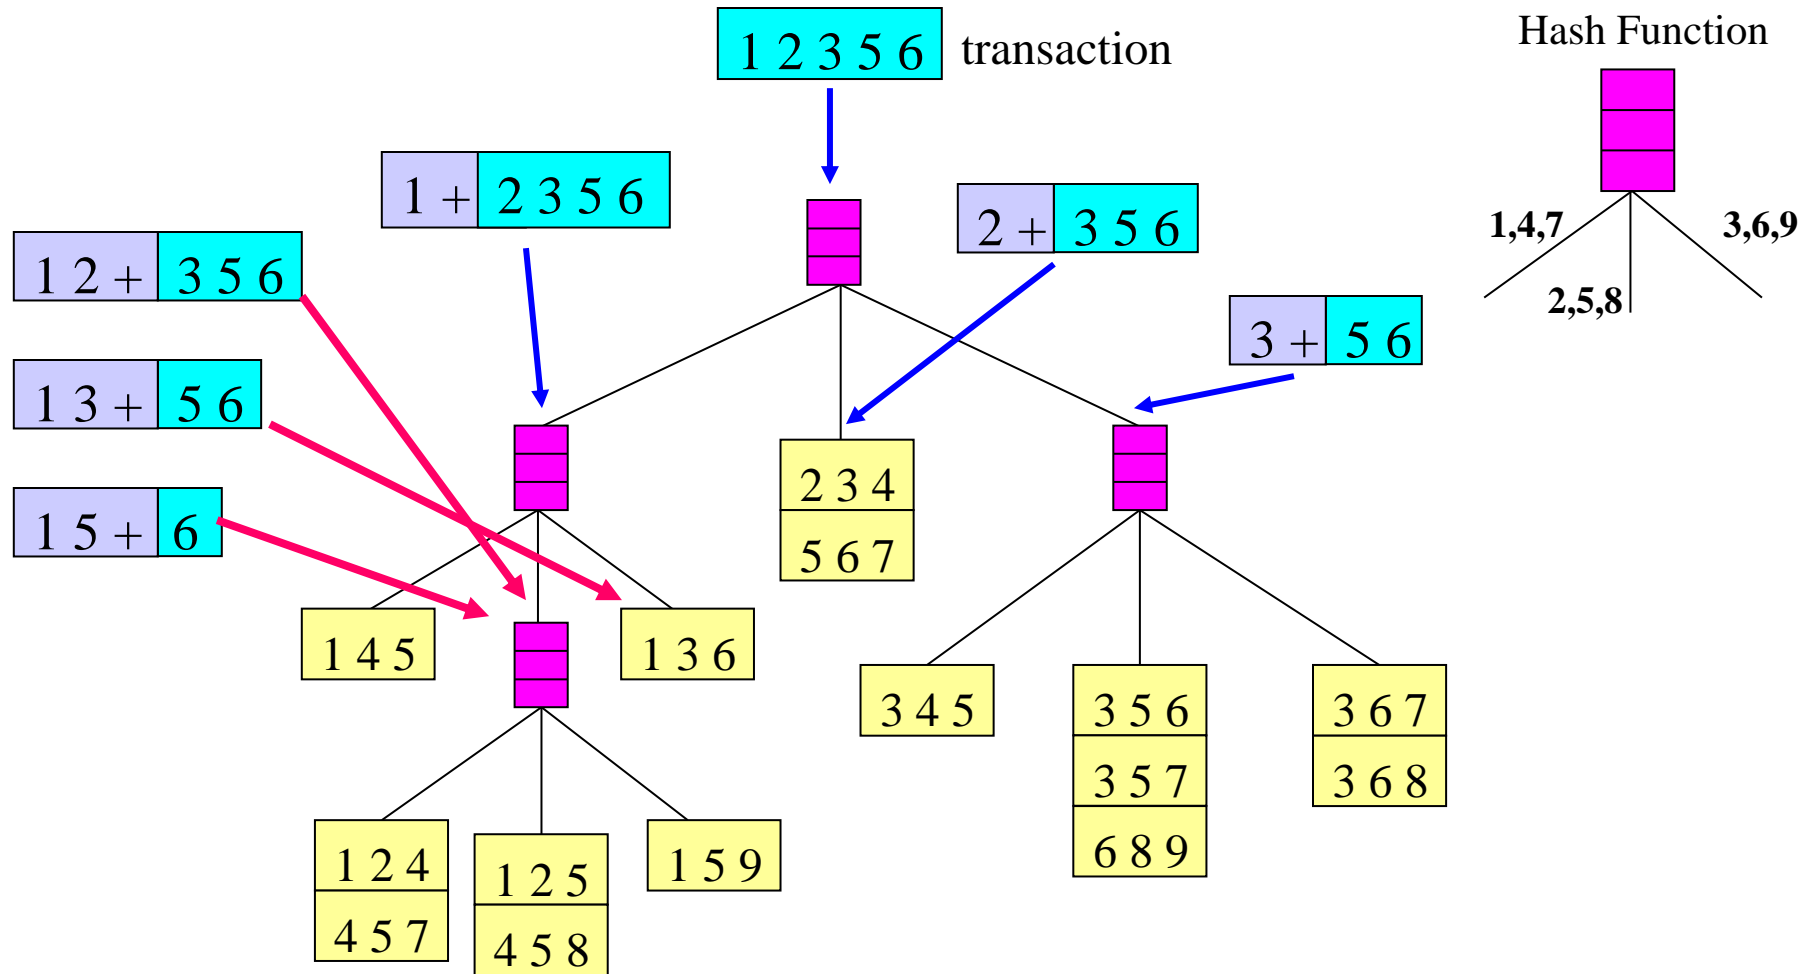 1 2 3 5 6 transaction
Hash Function
1 + 2 3 5 6
2 + 3 5 6
1,4,7
3,6,9
2,5,8
1 2 + 3 5 6
3 + 5 6
1 3 + 5 6
1 5 + 6
2 3 4
5 6 7
1 4 5
1 3 6
3 4 5
3 5 6
3 6 7
3 5 7
3 6 8
6 8 9
1 2 4
1 2 5
1 5 9
4 5 7
4 5 8